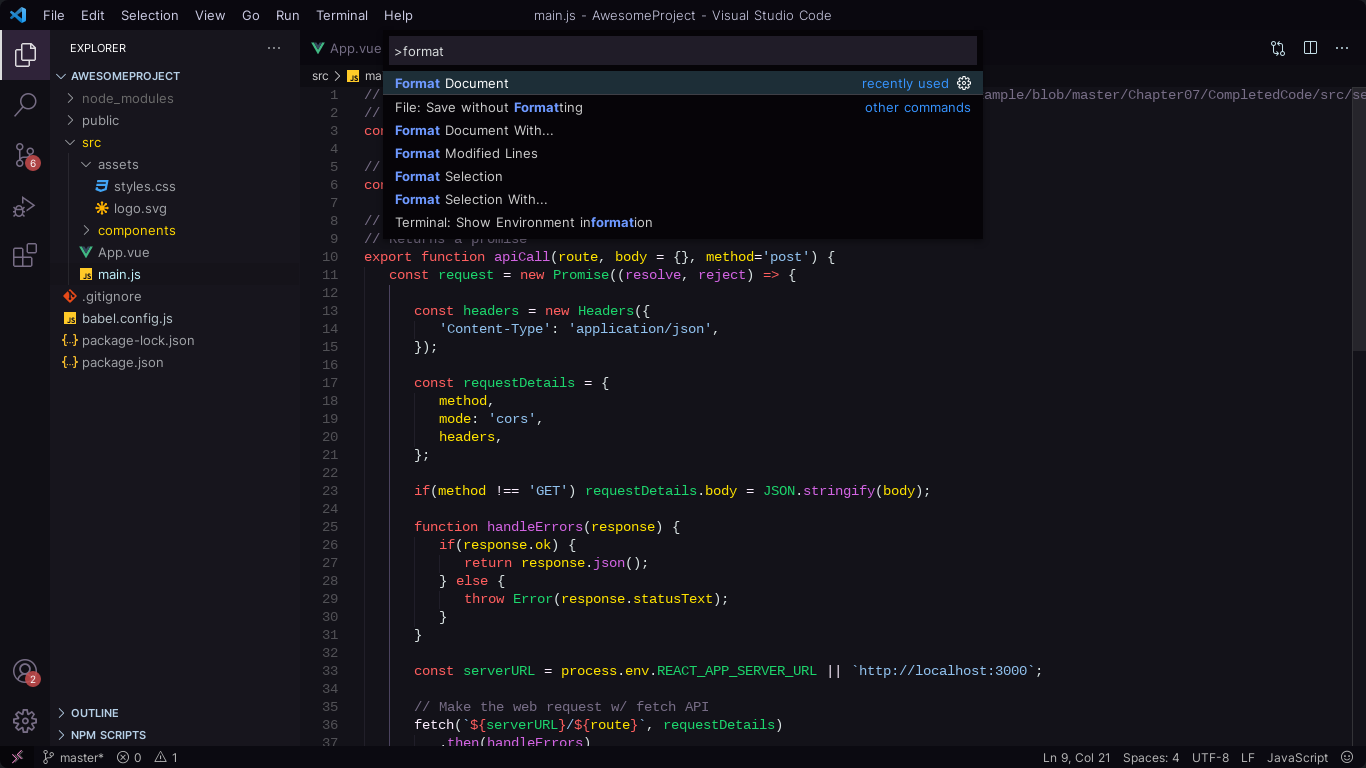 File Edit Selection View Go Run Terminal Help
main.js - AwesomeProject - Visual Studio Code
EXPLORER
AWESOMEPROJECT
node_modules
public
src
assets
styles.css
logo.svg
components
App.vue
main.js
.gitignore
babel.config.js
package-lock.json
package.json
OUTLINE
NPM SCRIPTS
6
2
App.vue
>format
src
Format Document recently used
File: Save without Formatting other commands
Format Document With...
Format Modified Lines
Format Selection
Format Selection With...
Terminal: Show Environment information
1 // ample/blob/master/Chapter07/CompletedCode/src/se
2 //
3
4
5 //
6
7
8 //
9 // Returns a promise
10 export function apiCall(route, body = {}, method='post') {
11 const request = new Promise((resolve, reject) => {
12
13 const headers = new Headers({
14 'Content-Type': 'application/json',
15 });
16
17 const requestDetails = {
18 method,
19 mode: 'cors',
20 headers,
21 };
22
23 if(method !== 'GET') requestDetails.body = JSON.stringify(body);
24
25 function handleErrors(response) {
26 if(response.ok) {
27 return response.json();
28 } else {
29 throw Error(response.statusText);
30 }
31 }
32
33 const serverURL = process.env.REACT_APP_SERVER_URL || `http://localhost:3000`;
34
35 // Make the web request w/ fetch API
36 fetch(`${serverURL}/${route}`, requestDetails)
37 .then(handleErrors)
master* 0 1
Ln 9, Col 21 Spaces: 4 UTF-8 LF JavaScript